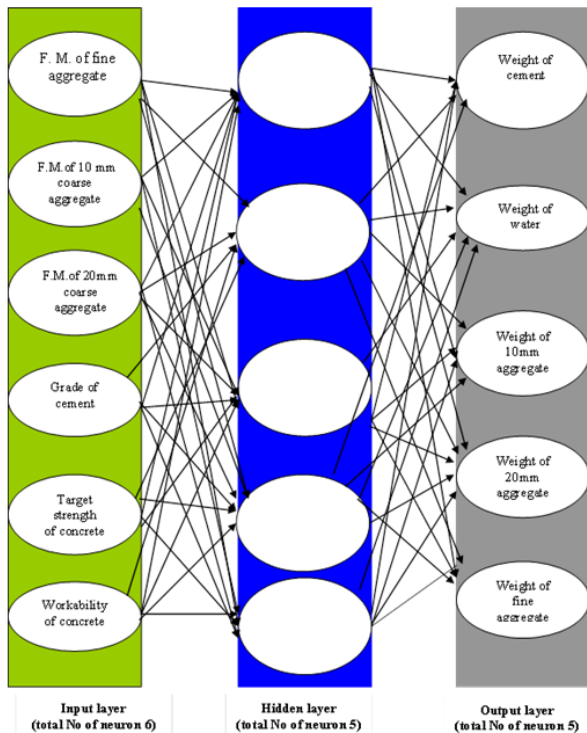 F. M. of fine
aggregate
F.M.of 10 mm
coarse
aggregate
F.M.of 20mm
coarse
aggregate
Grade of
cement
Target
strength
of concrete
Workability
of concrete
Weight of
cement
Weight of
water
Weight of
10mm
aggregate
Weight of
20mm
aggregate
Weight of
fine
aggregate
Input layer
(total No of neuron 6)
Hidden layer
(total No of neuron 5)
Output layer
(total No of neuron 5)